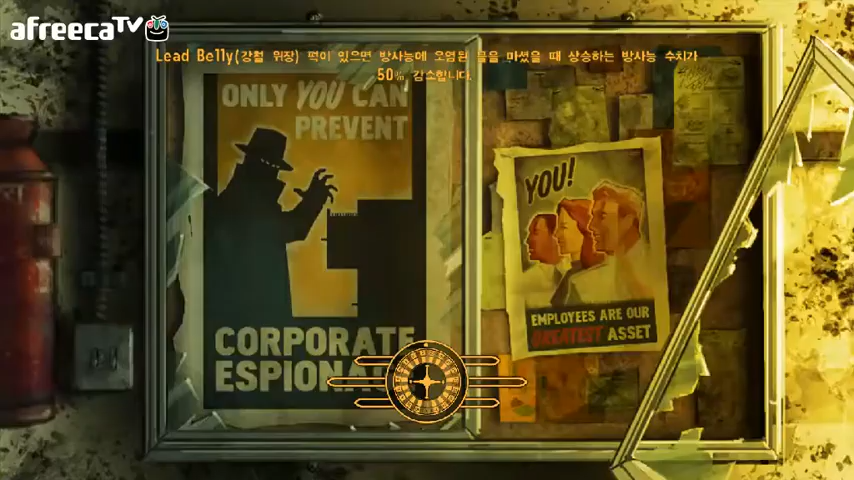 afreecaTV
Lead Belly(강철 위장) 퍽이 있으면 방사능에 오염된 물을 마셨을 때 상승하는 방사능 수치가
50% 감소합니다.
ONLY YOU CAN
PREVENT
CORPORATE
ESPIONA
YOU!
EMPLOYEES ARE OUR
GREATEST ASSET